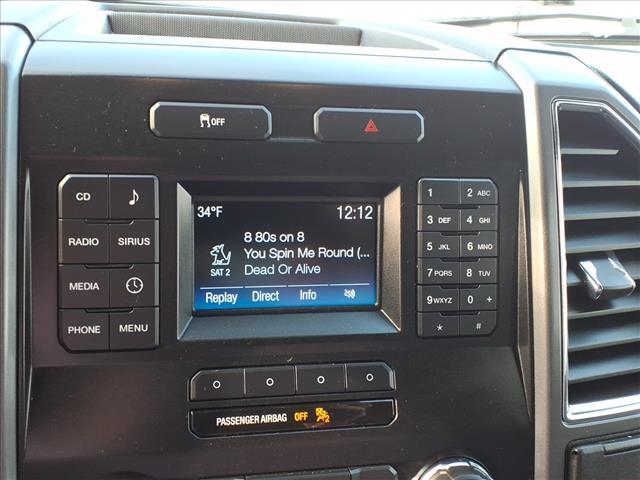 OFF
CD
RADIO SIRIUS
MEDIA
PHONE MENU
34°F 12:12
8 80s on 8
You Spin Me Round (...
SAT 2 Dead Or Alive
Replay Direct Info
1 2 ABC
3 DEF 4 GHI
5 JKL 6 MNO
7 PQRS 8 TUV
9 WXYZ 0 +
* #
PASSENGER AIRBAG OFF 2